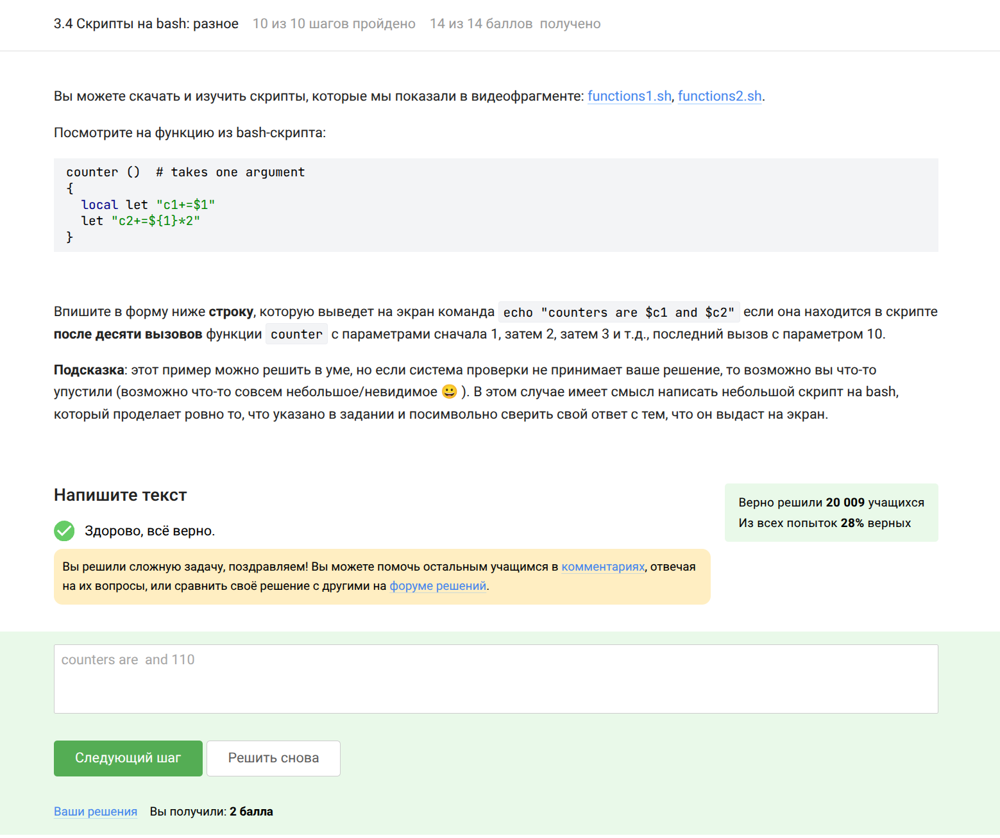 3.4 Скрипты на bash: разное 10 из 10 шагов пройдено 14 из 14 баллов получено
Вы можете скачать и изучить скрипты, которые мы показали в видеофрагменте: functions1.sh, functions2.sh.
Посмотрите на функцию из bash-скрипта:
counter ()  # takes one argument
{
  local let "c1+=$1"
  let "c2+=${1}*2"
}
Впишите в форму ниже строку, которую выведет на экран команда echo "counters are $c1 and $c2" если она находится в скрипте
после десяти вызовов функции counter с параметрами сначала 1, затем 2, затем 3 и т.д., последний вызов с параметром 10.
Подсказка: этот пример можно решить в уме, но если система проверки не принимает ваше решение, то возможно вы что-то
упустили (возможно что-то совсем небольшое/невидимое 😀 ). В этом случае имеет смысл написать небольшой скрипт на bash,
который проделает ровно то, что указано в задании и посимвольно сверить свой ответ с тем, что он выдаст на экран.
Напишите текст
Верно решили 20 009 учащихся
Из всех попыток 28% верных
Здорово, всё верно.
Вы решили сложную задачу, поздравляем! Вы можете помочь остальным учащимся в комментариях, отвечая
на их вопросы, или сравнить своё решение с другими на форуме решений.
counters are  and 110
Следующий шаг Решить снова
Ваши решения Вы получили: 2 балла